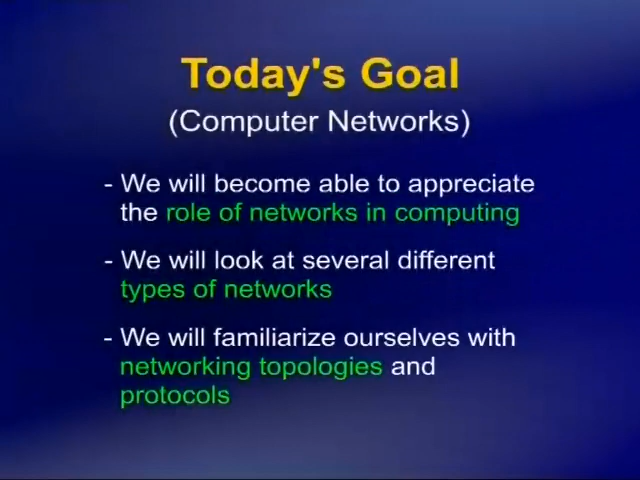 Today's Goal
(Computer Networks)
- We will become able to appreciate
the role of networks in computing
- We will look at several different
types of networks
- We will familiarize ourselves with
networking topologies and
protocols